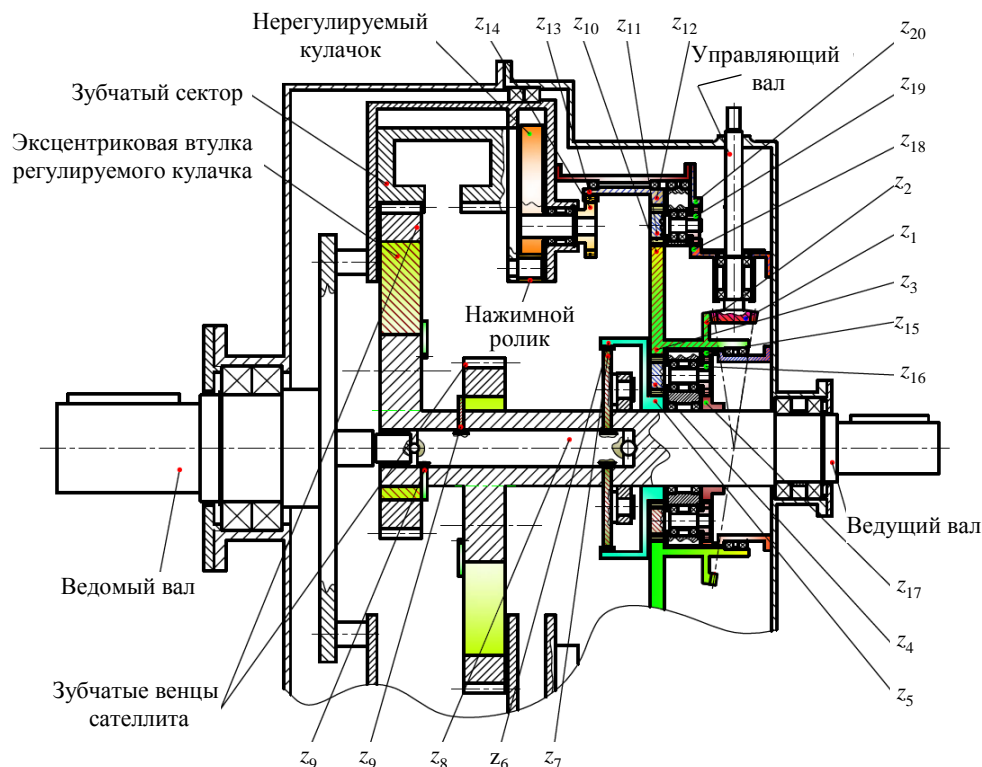 Нерегулируемый
кулачок
z14
z13
z10
z11
z12
Управляющий
вал
z20
z19
z18
z2
z1
z3
z15
z16
Зубчатый сектор
Эксцентриковая втулка
регулируемого кулачка
Нажимной
ролик
Ведомый вал
Ведущий вал
z17
z4
z5
Зубчатые венцы
сателлита
z9
z9
z8
z6
z7